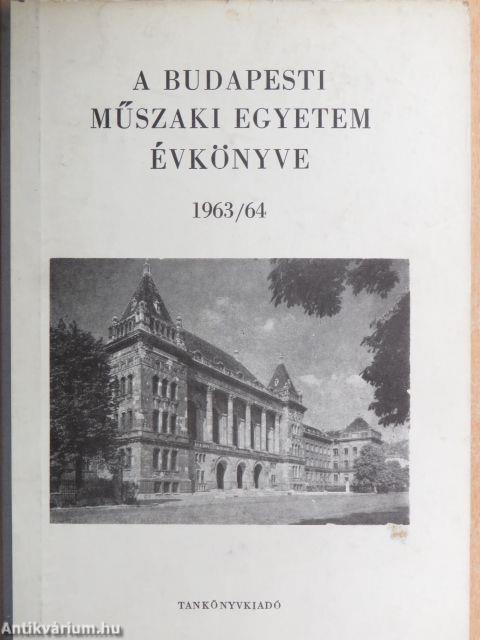 A BUDAPESTI
MŰSZAKI EGYETEM
ÉVKÖNYVE
1963/64
TANKÖNYVKIADÓ
Antikvárium.hu